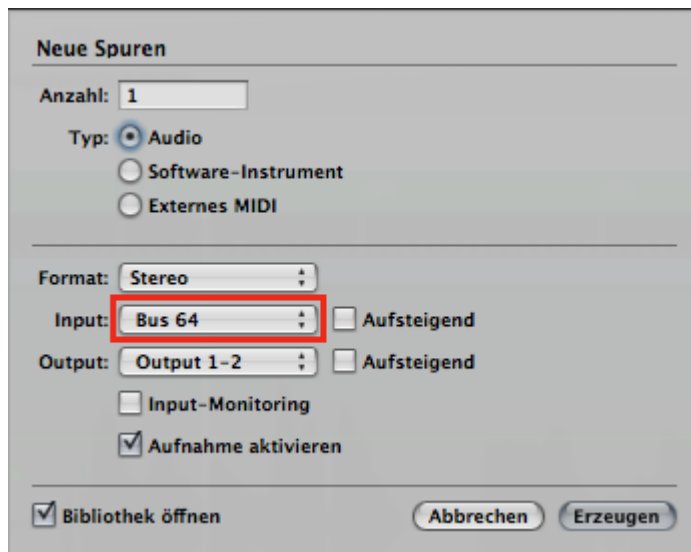 Neue Spuren
Anzahl: 1
Typ: Audio
Software-Instrument
Externes MIDI
Format: Stereo
Input: Bus 64 Aufsteigend
Output: Output 1-2 Aufsteigend
Input-Monitoring
Aufnahme aktivieren
Bibliothek öffnen Abbrechen Erzeugen